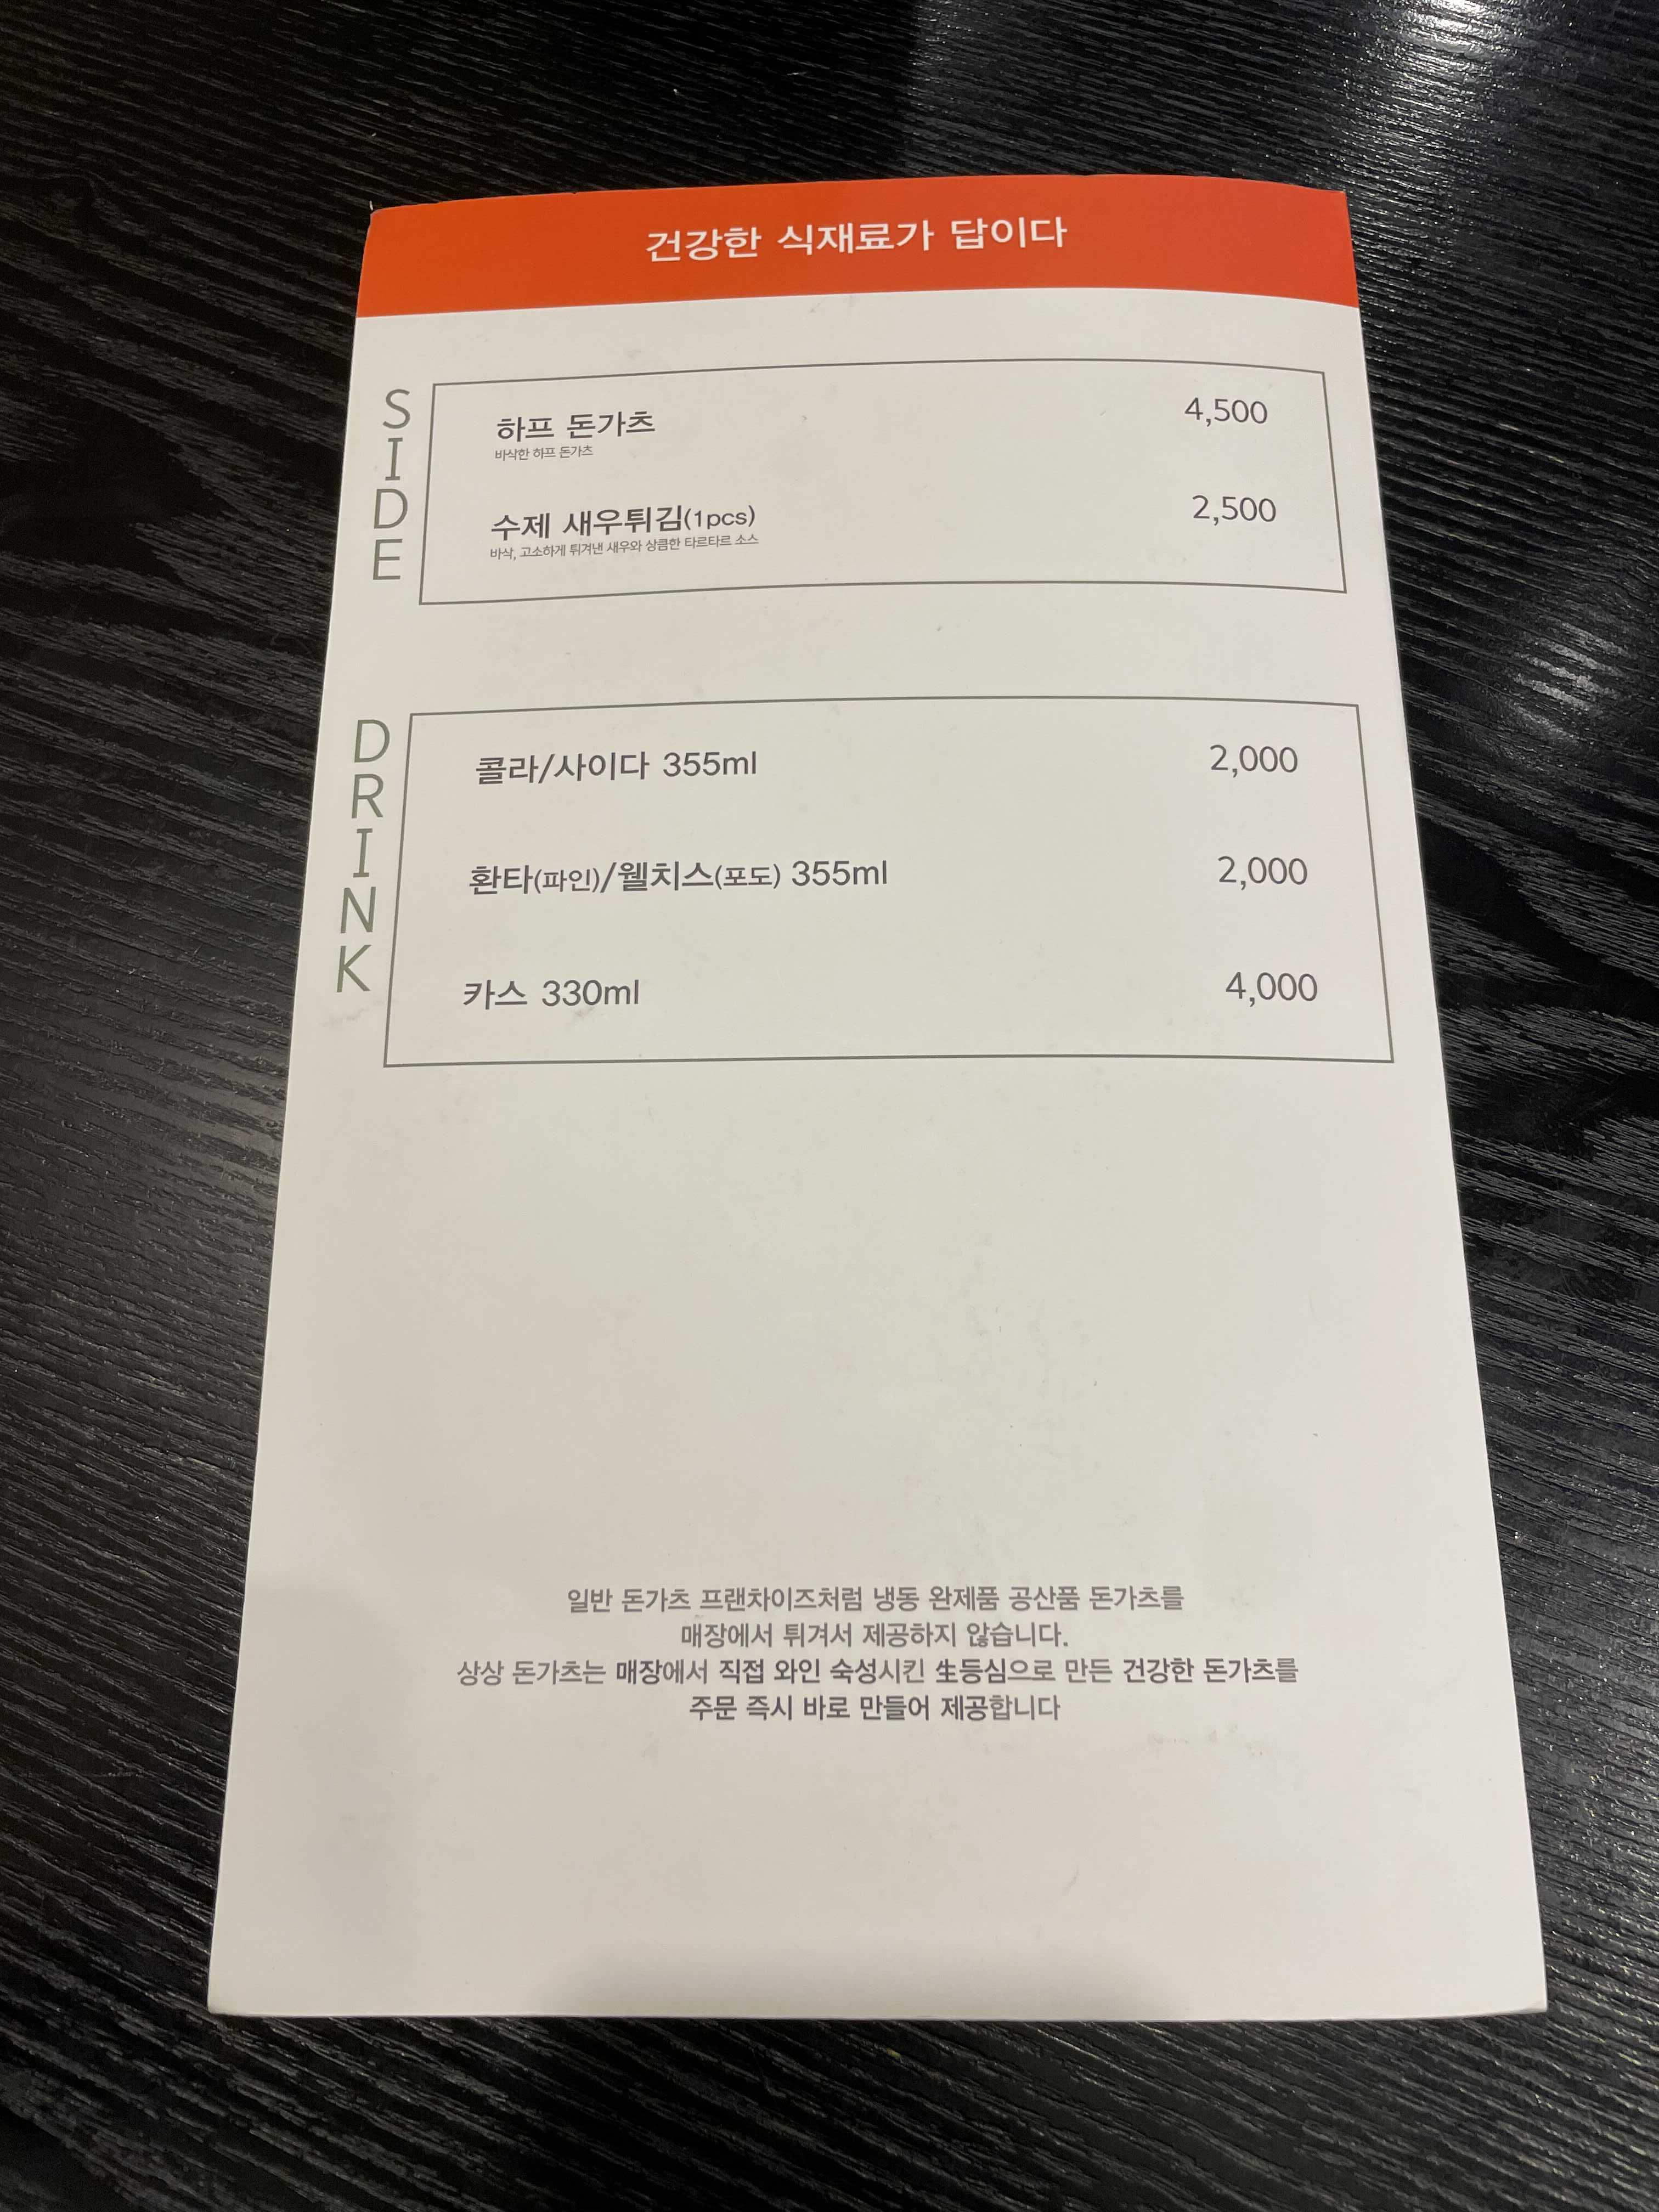 건강한 식재료가 답이다
SIDE
하프 돈가츠 4,500
바삭한 하프 돈가츠
수제 새우튀김(1pcs) 2,500
바삭, 고소하게 튀겨낸 새우와 상큼한 타르타르 소스
DRINK
콜라/사이다 355ml 2,000
환타(파인)/웰치스(포도) 355ml 2,000
카스 330ml 4,000
일반 돈가츠 프랜차이즈처럼 냉동 완제품 공산품 돈가츠를
매장에서 튀겨서 제공하지 않습니다.
상상 돈가츠는 매장에서 직접 와인 숙성시킨 生등심으로 만든 건강한 돈가츠를
주문 즉시 바로 만들어 제공합니다